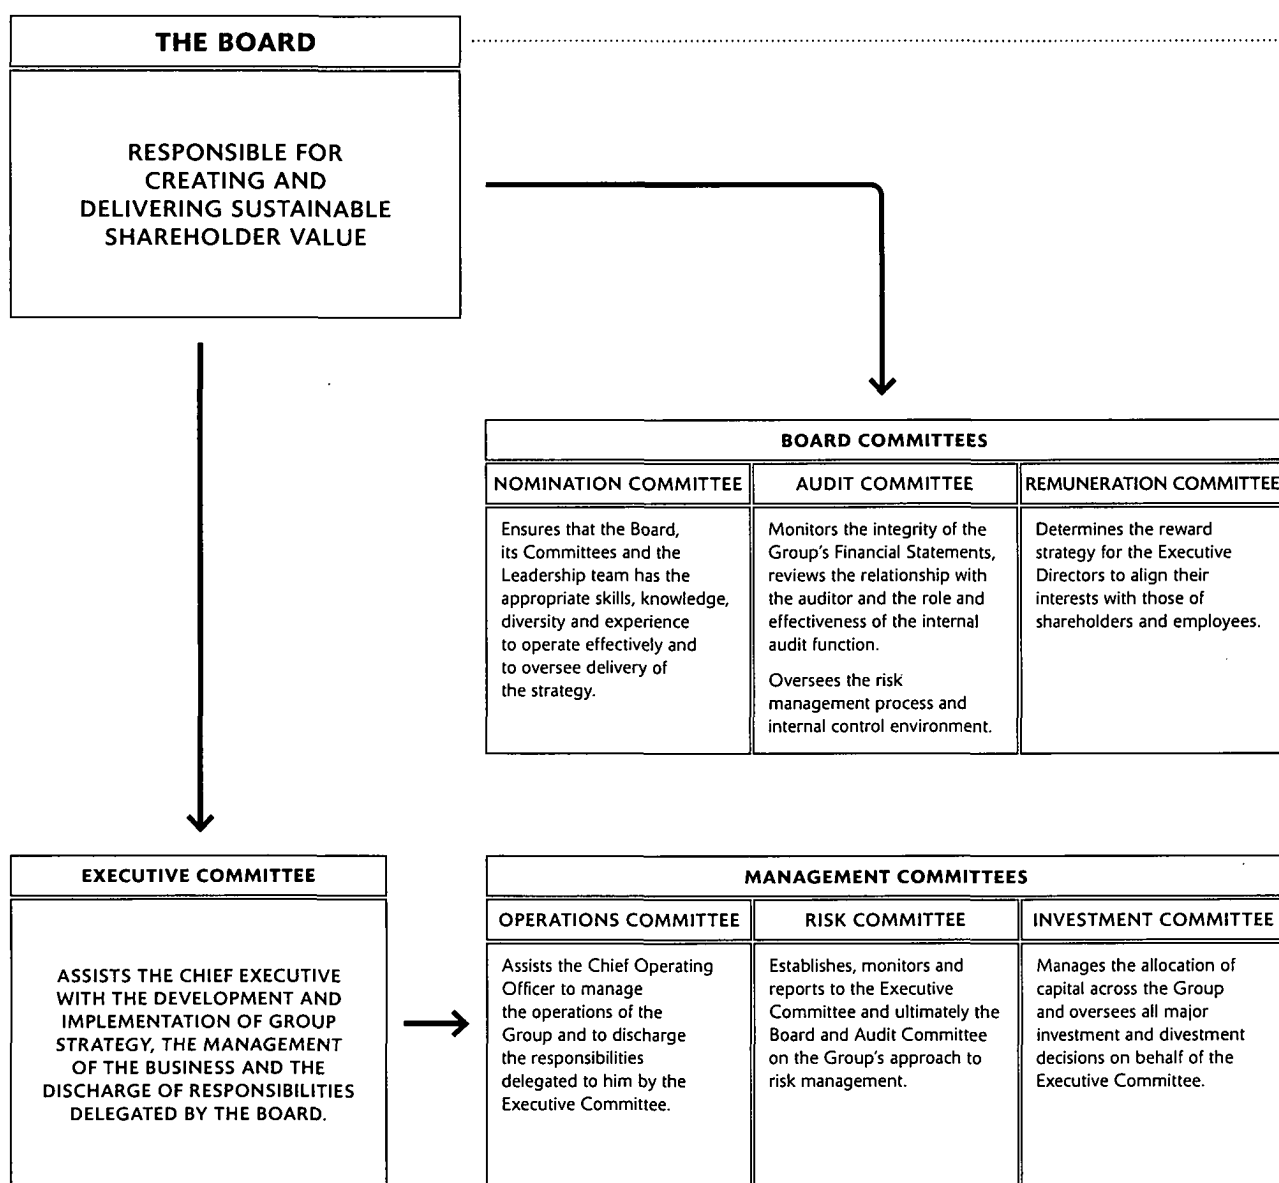 THE BOARD
RESPONSIBLE FOR
CREATING AND
DELIVERING SUSTAINABLE
SHAREHOLDER VALUE
BOARD COMMITTEES
NOMINATION COMMITTEE
Ensures that the Board,
its Committees and the
Leadership team has the
appropriate skills, knowledge,
diversity and experience
to operate effectively and
to oversee delivery of
the strategy.
AUDIT COMMITTEE
Monitors the integrity of the
Group's Financial Statements,
reviews the relationship with
the auditor and the role and
effectiveness of the internal
audit function.
Oversees the risk
management process and
internal control environment.
REMUNERATION COMMITTEE
Determines the reward
strategy for the Executive
Directors to align their
interests with those of
shareholders and employees.
EXECUTIVE COMMITTEE
ASSISTS THE CHIEF EXECUTIVE
WITH THE DEVELOPMENT AND
IMPLEMENTATION OF GROUP
STRATEGY, THE MANAGEMENT
OF THE BUSINESS AND THE
DISCHARGE OF RESPONSIBILITIES
DELEGATED BY THE BOARD.
MANAGEMENT COMMITTEES
OPERATIONS COMMITTEE
Assists the Chief Operating
Officer to manage
the operations of the
Group and to discharge
the responsibilities
delegated to him by the
Executive Committee.
RISK COMMITTEE
Establishes, monitors and
reports to the Executive
Committee and ultimately the
Board and Audit Committee
on the Group's approach to
risk management.
INVESTMENT COMMITTEE
Manages the allocation of
capital across the Group
and oversees all major
investment and divestment
decisions on behalf of the
Executive Committee.